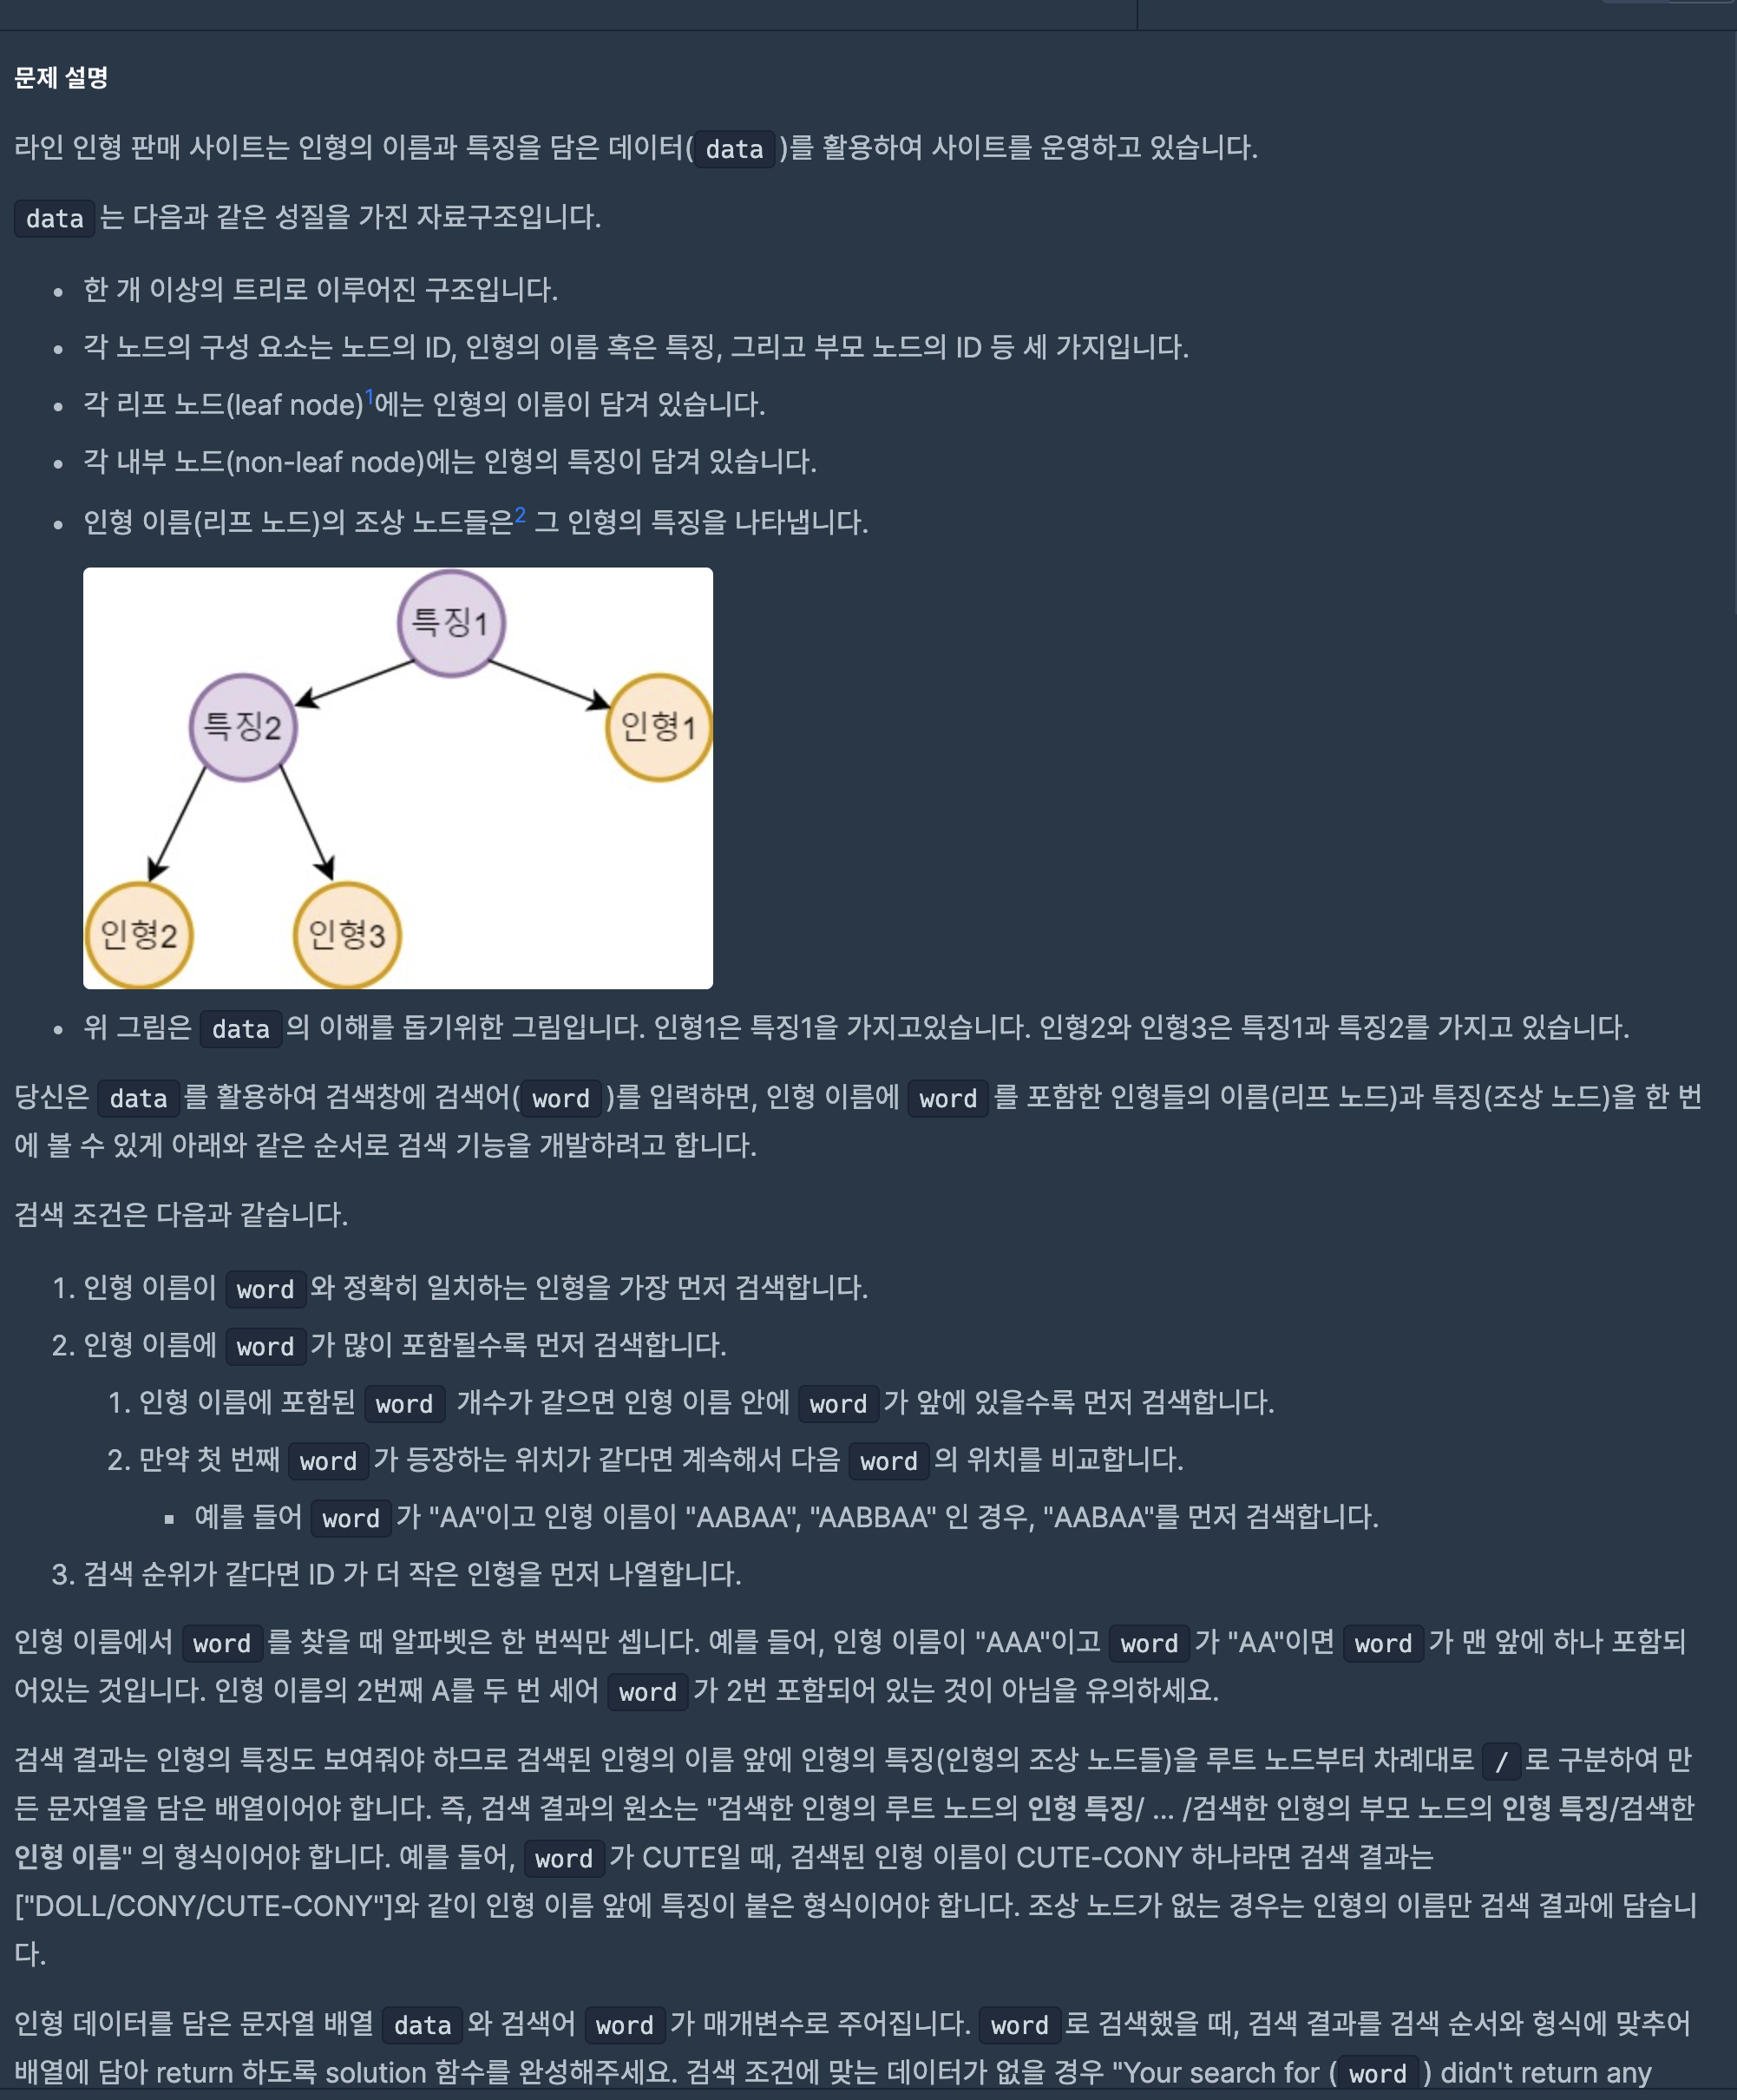 문제 설명
라인 인형 판매 사이트는 인형의 이름과 특징을 담은 데이터( data )를 활용하여 사이트를 운영하고 있습니다.
data 는 다음과 같은 성질을 가진 자료구조입니다.
• 한 개 이상의 트리로 이루어진 구조입니다.
• 각 노드의 구성 요소는 노드의 ID, 인형의 이름 혹은 특징, 그리고 부모 노드의 ID 등 세 가지입니다.
• 각 리프 노드(leaf node)1에는 인형의 이름이 담겨 있습니다.
• 각 내부 노드(non-leaf node)에는 인형의 특징이 담겨 있습니다.
• 인형 이름(리프 노드)의 조상 노드들은2 그 인형의 특징을 나타냅니다.
특징1
특징2
인형1
인형2
인형3
• 위 그림은 data 의 이해를 돕기위한 그림입니다. 인형1은 특징1을 가지고있습니다. 인형2와 인형3은 특징1과 특징2를 가지고 있습니다.
당신은 data 를 활용하여 검색창에 검색어( word )를 입력하면, 인형 이름에 word 를 포함한 인형들의 이름(리프 노드)과 특징(조상 노드)을 한 번
에 볼 수 있게 아래와 같은 순서로 검색 기능을 개발하려고 합니다.
검색 조건은 다음과 같습니다.
1. 인형 이름이 word 와 정확히 일치하는 인형을 가장 먼저 검색합니다.
2. 인형 이름에 word 가 많이 포함될수록 먼저 검색합니다.
1. 인형 이름에 포함된 word 개수가 같으면 인형 이름 안에 word 가 앞에 있을수록 먼저 검색합니다.
2. 만약 첫 번째 word 가 등장하는 위치가 같다면 계속해서 다음 word 의 위치를 비교합니다.
▪ 예를 들어 word 가 "AA"이고 인형 이름이 "AABAA", "AABBAA" 인 경우, "AABAA"를 먼저 검색합니다.
3. 검색 순위가 같다면 ID 가 더 작은 인형을 먼저 나열합니다.
인형 이름에서 word 를 찾을 때 알파벳은 한 번씩만 셉니다. 예를 들어, 인형 이름이 "AAA"이고 word 가 "AA"이면 word 가 맨 앞에 하나 포함되
어있는 것입니다. 인형 이름의 2번째 A를 두 번 세어 word 가 2번 포함되어 있는 것이 아님을 유의하세요.
검색 결과는 인형의 특징도 보여줘야 하므로 검색된 인형의 이름 앞에 인형의 특징(인형의 조상 노드들)을 루트 노드부터 차례대로 / 로 구분하여 만
든 문자열을 담은 배열이어야 합니다. 즉, 검색 결과의 원소는 "검색한 인형의 루트 노드의 인형 특징/ ... /검색한 인형의 부모 노드의 인형 특징/검색한
인형 이름" 의 형식이어야 합니다. 예를 들어, word 가 CUTE일 때, 검색된 인형 이름이 CUTE-CONY 하나라면 검색 결과는
["DOLL/CONY/CUTE-CONY"]와 같이 인형 이름 앞에 특징이 붙은 형식이어야 합니다. 조상 노드가 없는 경우는 인형의 이름만 검색 결과에 담습니
다.
인형 데이터를 담은 문자열 배열 data 와 검색어 word 가 매개변수로 주어집니다. word 로 검색했을 때, 검색 결과를 검색 순서와 형식에 맞추어
배열에 담아 return 하도록 solution 함수를 완성해주세요. 검색 조건에 맞는 데이터가 없을 경우 "Your search for ( word ) didn't return any